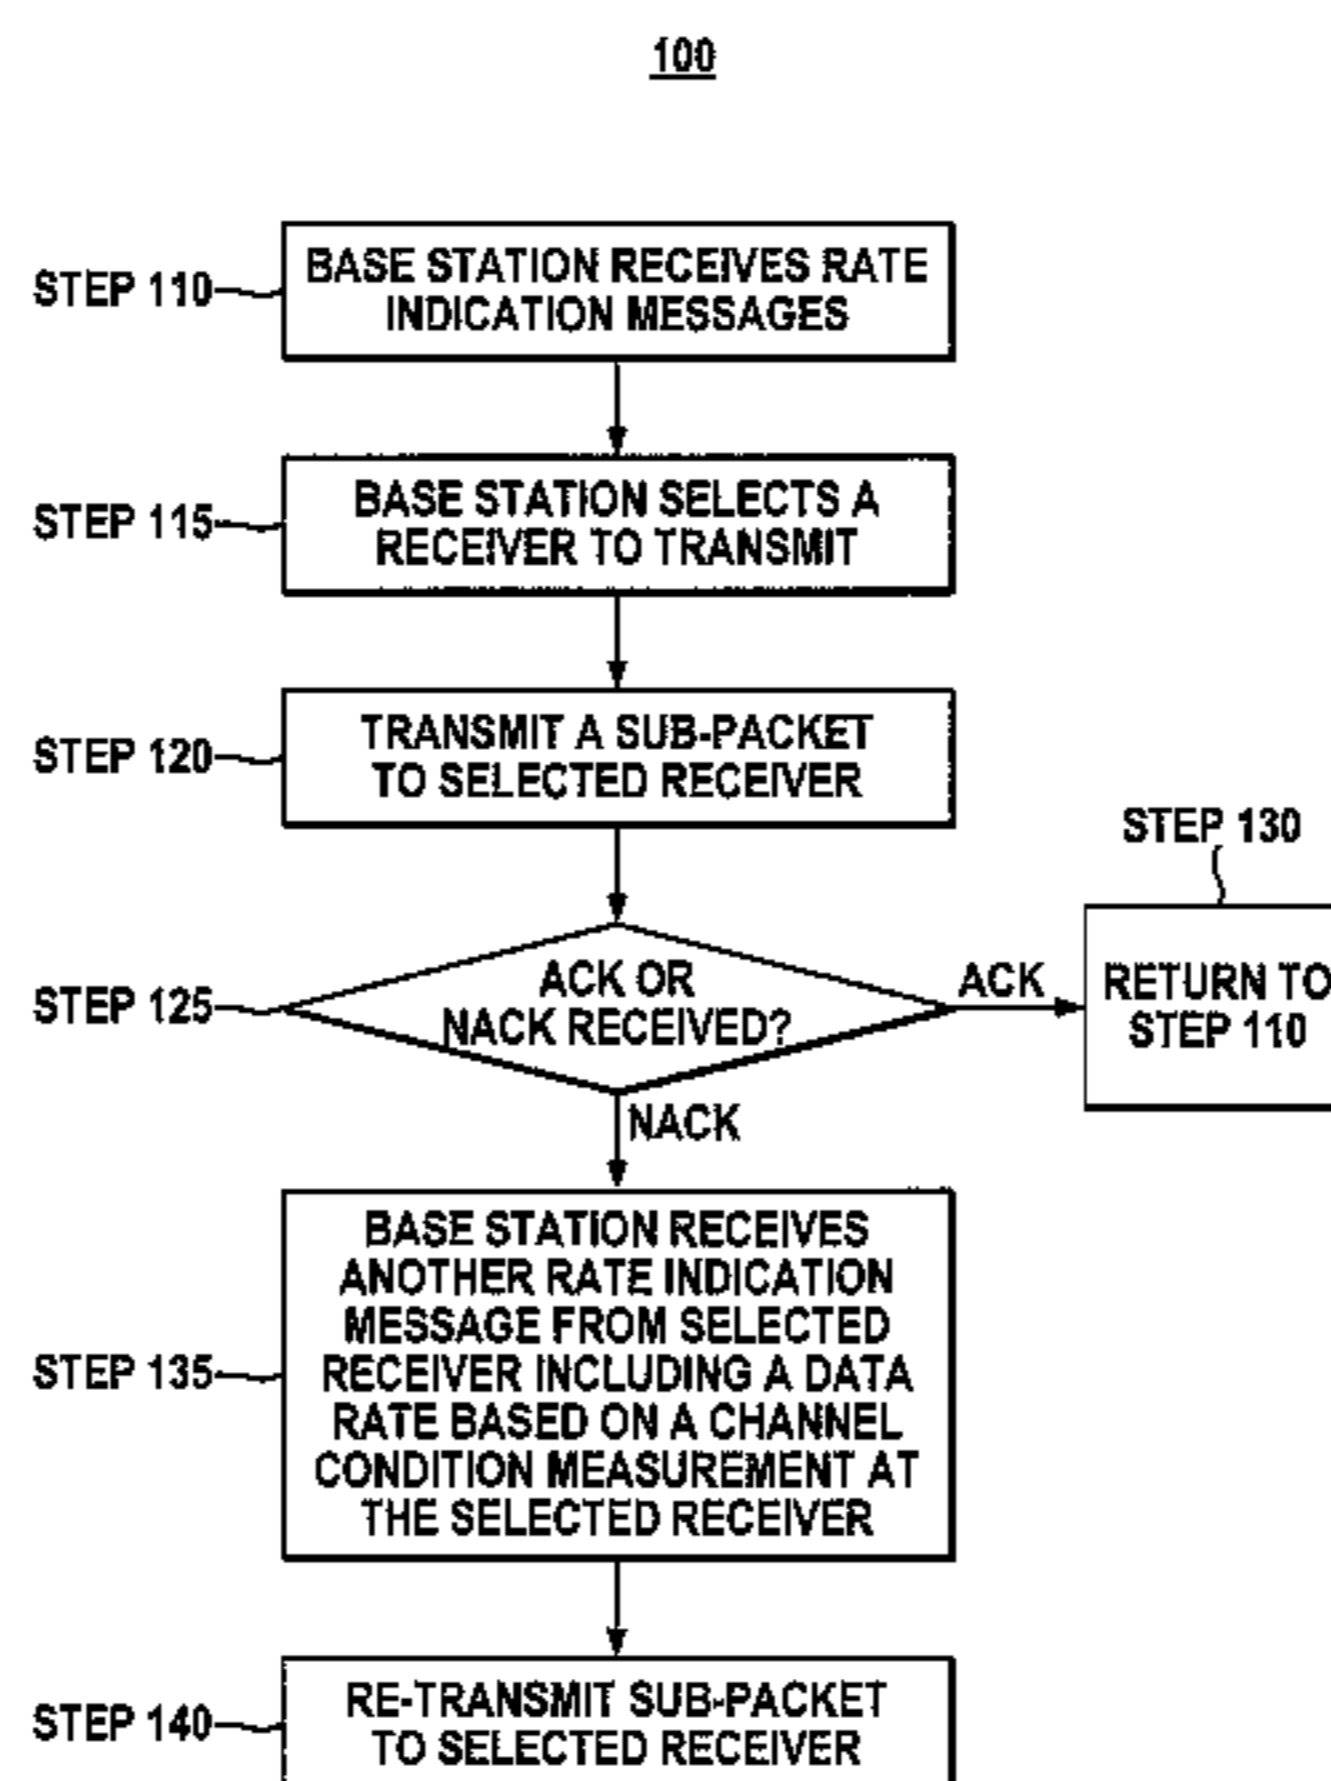 100
STEP 110
BASE STATION RECEIVES RATE
INDICATION MESSAGES
STEP 115
BASE STATION SELECTS A
RECEIVER TO TRANSMIT
STEP 120
TRANSMIT A SUB-PACKET
TO SELECTED RECEIVER
STEP 125
ACK OR
NACK RECEIVED?
ACK
STEP 130
RETURN TO
STEP 110
NACK
STEP 135
BASE STATION RECEIVES
ANOTHER RATE INDICATION
MESSAGE FROM SELECTED
RECEIVER INCLUDING A DATA
RATE BASED ON A CHANNEL
CONDITION MEASUREMENT AT
THE SELECTED RECEIVER
STEP 140
RE-TRANSMIT SUB-PACKET
TO SELECTED RECEIVER